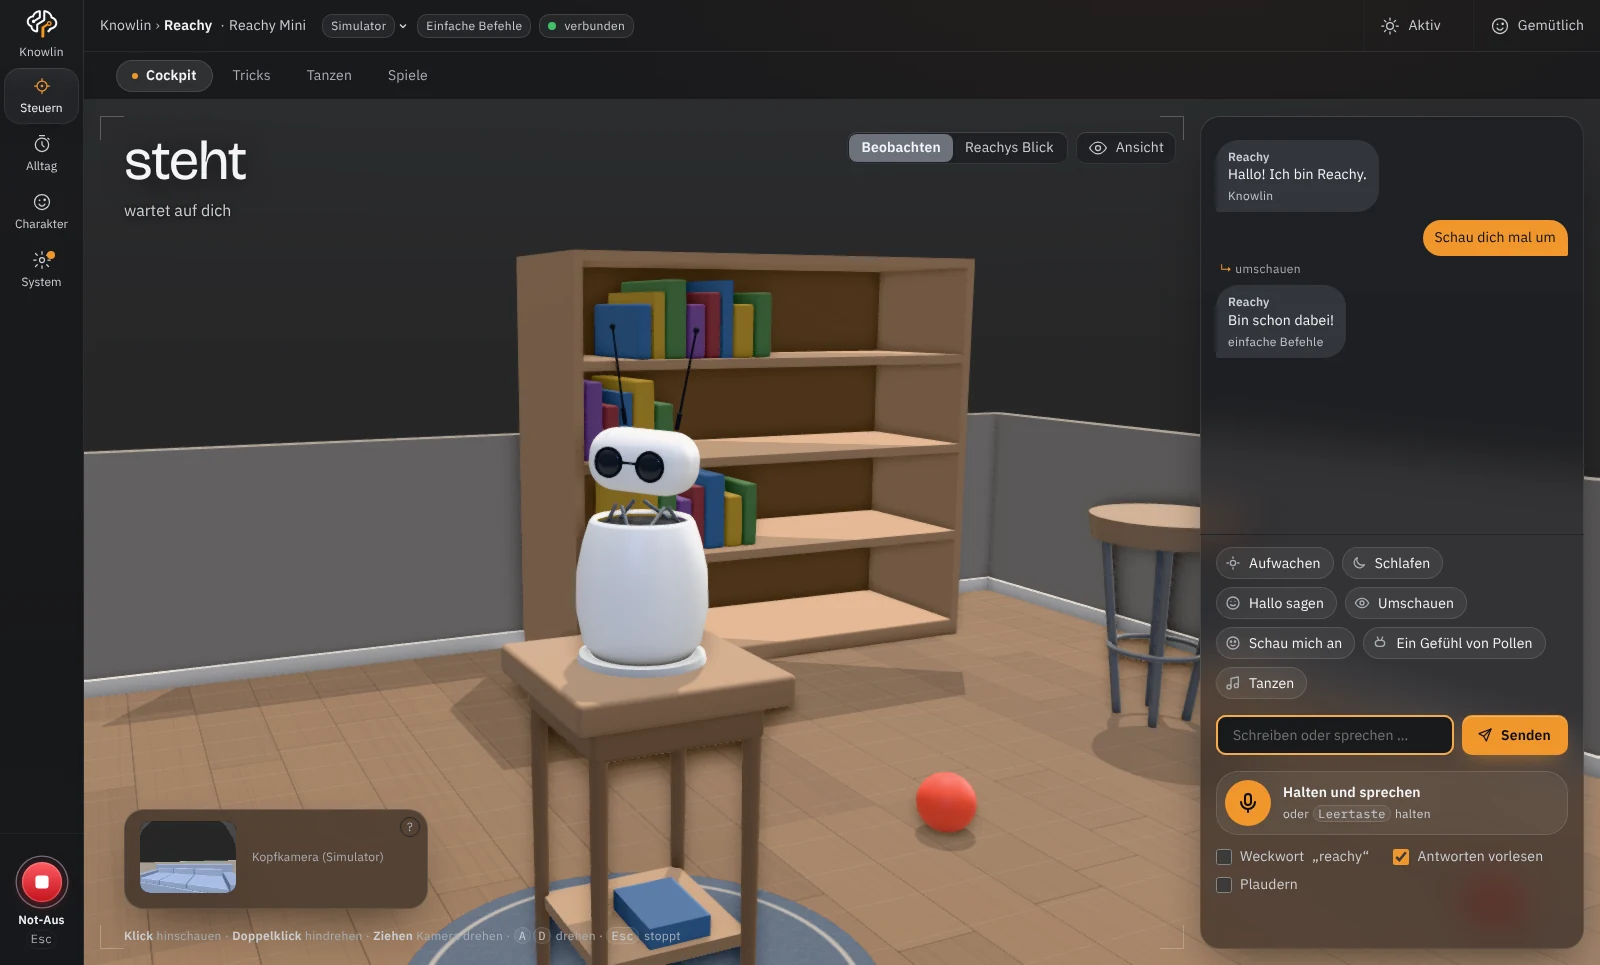 Knowlin
Steuern
Alltag
Charakter
System
Not-Aus
Esc
Knowlin › Reachy · Reachy Mini
Simulator
Einfache Befehle
verbunden
Aktiv
Gemütlich
Cockpit
Tricks
Tanzen
Spiele
steht
wartet auf dich
Beobachten
Reachys Blick
Ansicht
Kopfkamera (Simulator)
?
Klick hinschauen · Doppelklick hindrehen · Ziehen Kamera drehen · A D drehen · Esc stoppt
Reachy
Hallo! Ich bin Reachy.
Knowlin
Schau dich mal um
umschauen
Reachy
Bin schon dabei!
einfache Befehle
Aufwachen
Schlafen
Hallo sagen
Umschauen
Schau mich an
Ein Gefühl von Pollen
Tanzen
Schreiben oder sprechen ...
Senden
Halten und sprechen
oder Leertaste halten
Weckwort „reachy“
Antworten vorlesen
Plaudern